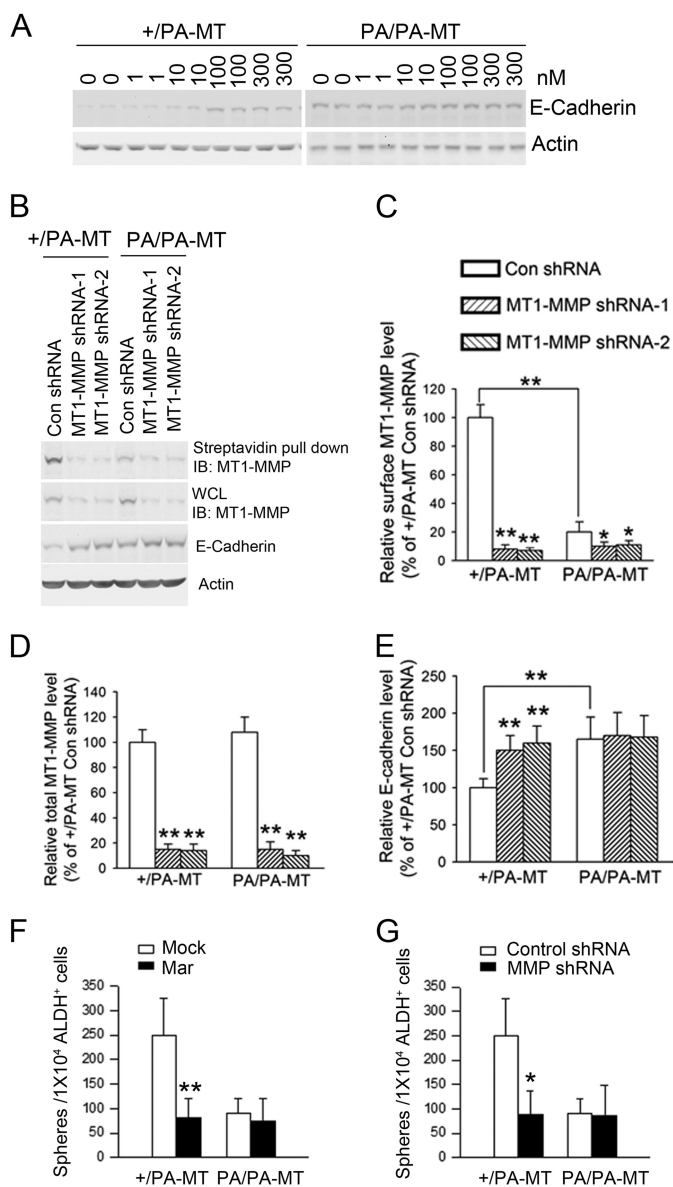 A
+/PA-MT
PA/PA-MT
0 0 1 1 10 10 100 100 300 300
0 0 1 1 10 10 100 100 300 300
nM
E-Cadherin
Actin
B
+/PA-MT
PA/PA-MT
Con shRNA
MT1-MMP shRNA-1
MT1-MMP shRNA-2
Con shRNA
MT1-MMP shRNA-1
MT1-MMP shRNA-2
Streptavidin pull down
IB: MT1-MMP
WCL
IB: MT1-MMP
E-Cadherin
Actin
C
Con shRNA
MT1-MMP shRNA-1
MT1-MMP shRNA-2
Relative surface MT1-MMP level
(% of +/PA-MT Con shRNA)
120
100
80
60
40
20
0
**
**
**
*
*
+/PA-MT
PA/PA-MT
D
Relative total MT1-MMP level
(% of +/PA-MT Con shRNA)
140
120
100
80
60
40
20
0
**
**
**
**
+/PA-MT
PA/PA-MT
E
Relative E-cadherin level
(% of +/PA-MT Con shRNA)
250
200
150
100
50
0
**
**
**
+/PA-MT
PA/PA-MT
F
Mock
Mar
Spheres /1X10⁴ ALDH⁺ cells
350
300
250
200
150
100
50
**
+/PA-MT
PA/PA-MT
G
Control shRNA
MMP shRNA
Spheres /1X10⁴ ALDH⁺ cells
350
300
250
200
150
100
50
*
+/PA-MT
PA/PA-MT